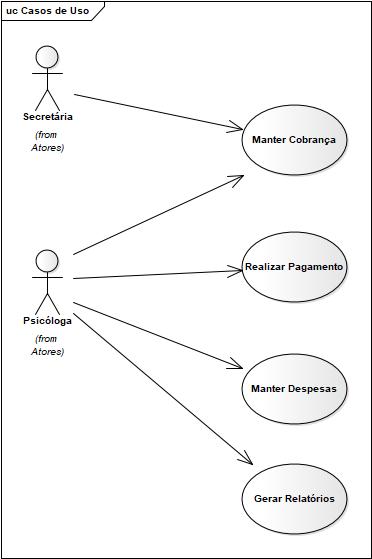 uc Casos de Uso
Secretária
(from
Atores)
Manter Cobrança
Realizar Pagamento
Psicóloga
(from
Atores)
Manter Despesas
Gerar Relatórios